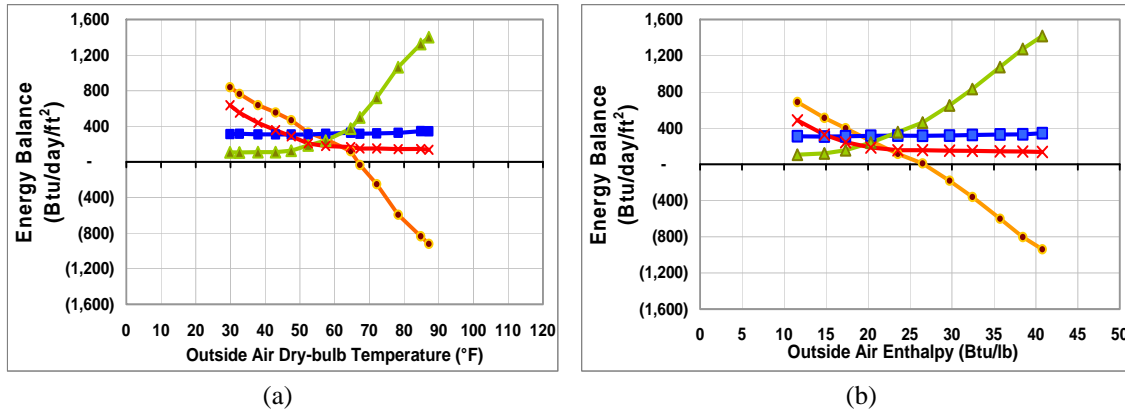 1,600
1,200
800
400
-
(400)
(800)
(1,200)
(1,600)
Energy Balance
(Btu/day/ft²)
0 10 20 30 40 50 60 70 80 90 100 110 120
Outside Air Dry-bulb Temperature (°F)
(a)
1,600
1,200
800
400
-
(400)
(800)
(1,200)
(1,600)
Energy Balance
(Btu/day/ft²)
0 5 10 15 20 25 30 35 40 45 50
Outside Air Enthalpy (Btu/lb)
(b)